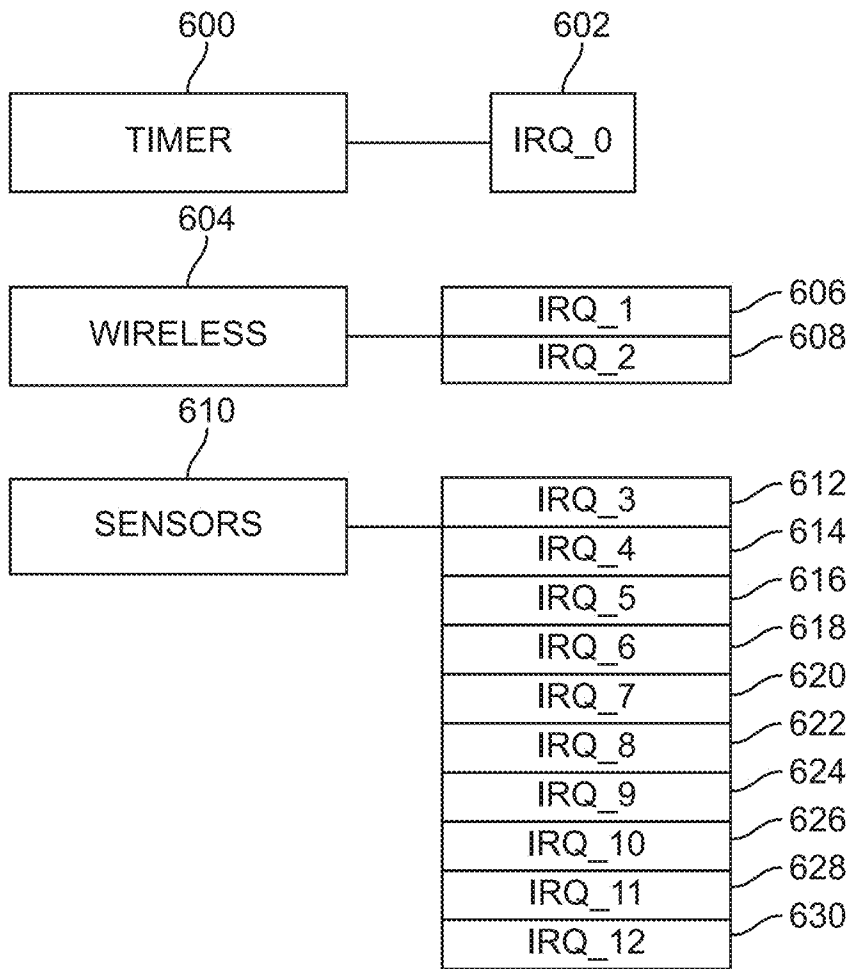 600 602
TIMER IRQ_0
604
WIRELESS IRQ_1 606
IRQ_2 608
610
SENSORS IRQ_3 612
IRQ_4 614
IRQ_5 616
IRQ_6 618
IRQ_7 620
IRQ_8 622
IRQ_9 624
IRQ_10 626
IRQ_11 628
IRQ_12 630